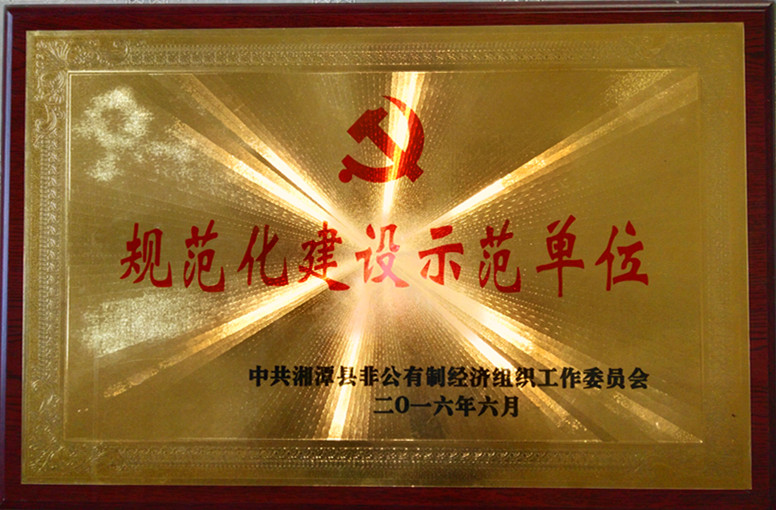 规范化建设示范单位
中共湘潭县非公有制经济组织工作委员会
二〇一六年六月